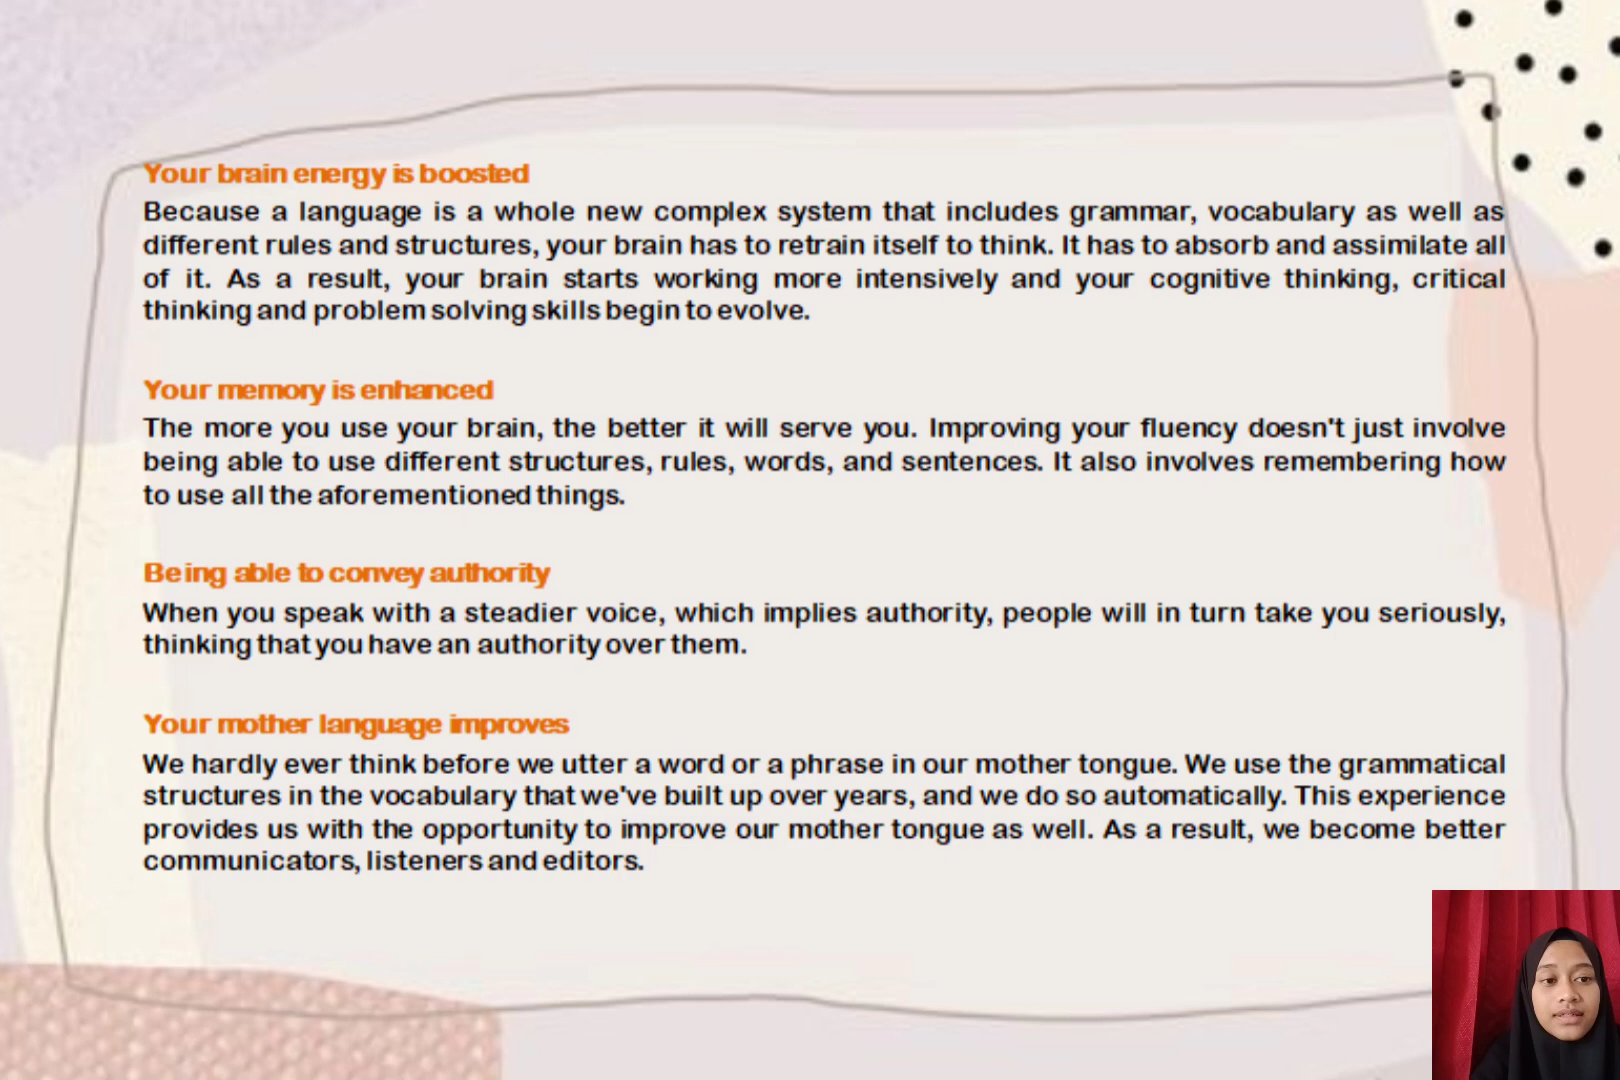 Your brain energy is boosted
Because a language is a whole new complex system that includes grammar, vocabulary as well as
different rules and structures, your brain has to retrain itself to think. It has to absorb and assimilate all
of it. As a result, your brain starts working more intensively and your cognitive thinking, critical
thinking and problem solving skills begin to evolve.
Your memory is enhanced
The more you use your brain, the better it will serve you. Improving your fluency doesn't just involve
being able to use different structures, rules, words, and sentences. It also involves remembering how
to use all the aforementioned things.
Being able to convey authority
When you speak with a steadier voice, which implies authority, people will in turn take you seriously,
thinking that you have an authority over them.
Your mother language improves
We hardly ever think before we utter a word or a phrase in our mother tongue. We use the grammatical
structures in the vocabulary that we've built up over years, and we do so automatically. This experience
provides us with the opportunity to improve our mother tongue as well. As a result, we become better
communicators, listeners and editors.